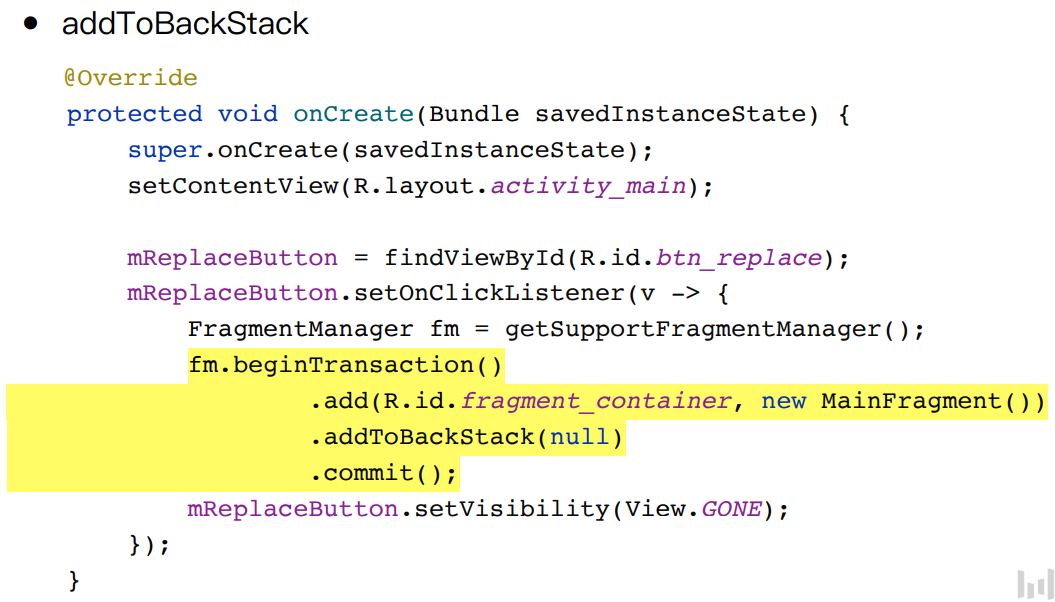 • addToBackStack
@Override
protected void onCreate(Bundle savedInstanceState) {
super.onCreate(savedInstanceState);
setContentView(R.layout.activity_main);
mReplaceButton = findViewById(R.id.btn_replace);
mReplaceButton.setOnClickListener(v -> {
FragmentManager fm = getSupportFragmentManager();
fm.beginTransaction()
.add(R.id.fragment_container, new MainFragment())
.addToBackStack(null)
.commit();
mReplaceButton.setVisibility(View.GONE);
});
}